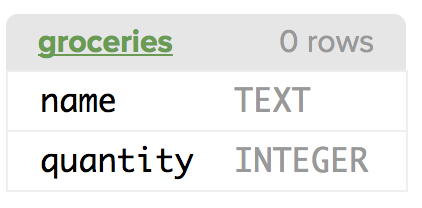 groceries 0 rows
name TEXT
quantity INTEGER